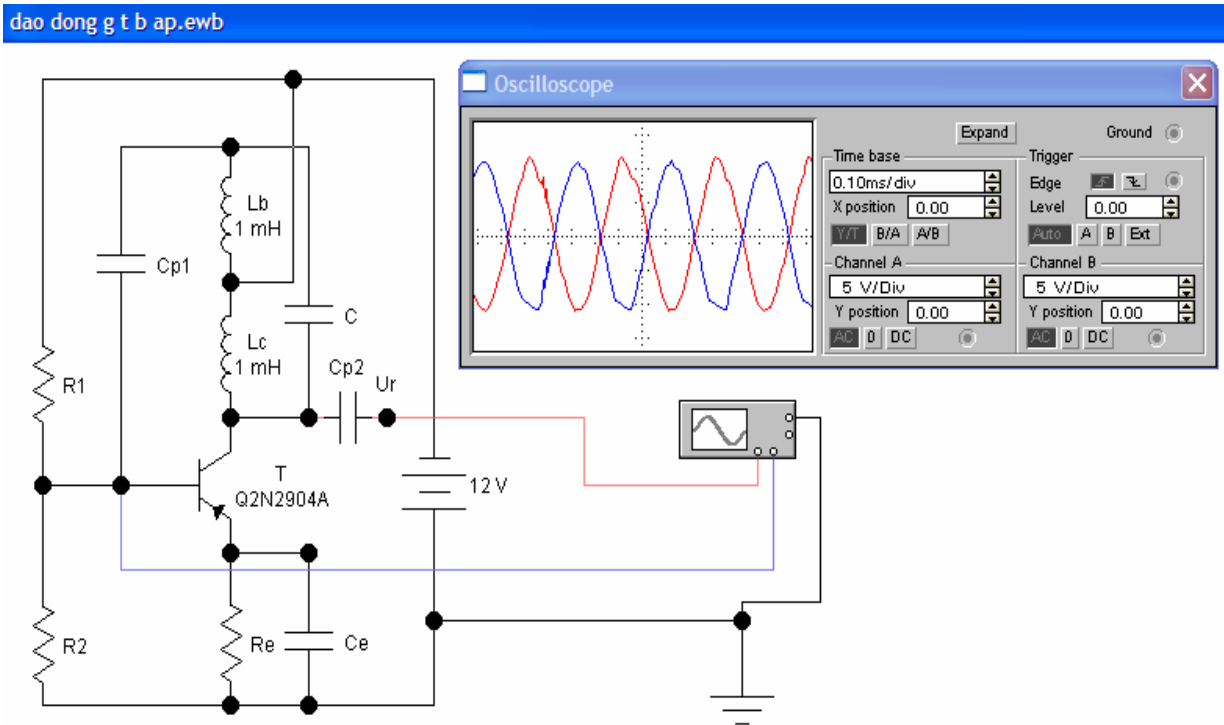 dao dong g t b ap.ewb
Oscilloscope
Expand
Ground
Time base
0.10ms/div
X position 0.00
Y/T B/A A/B
Trigger
Edge
Level 0.00
Auto A B Ext
Channel A
5 V/Div
Y position 0.00
AC 0 DC
Channel B
5 V/Div
Y position 0.00
AC 0 DC
Lb
1 mH
Cp1
C
Lc
1 mH
Cp2
Ur
R1
T
Q2N2904A
12 V
R2
Re
Ce